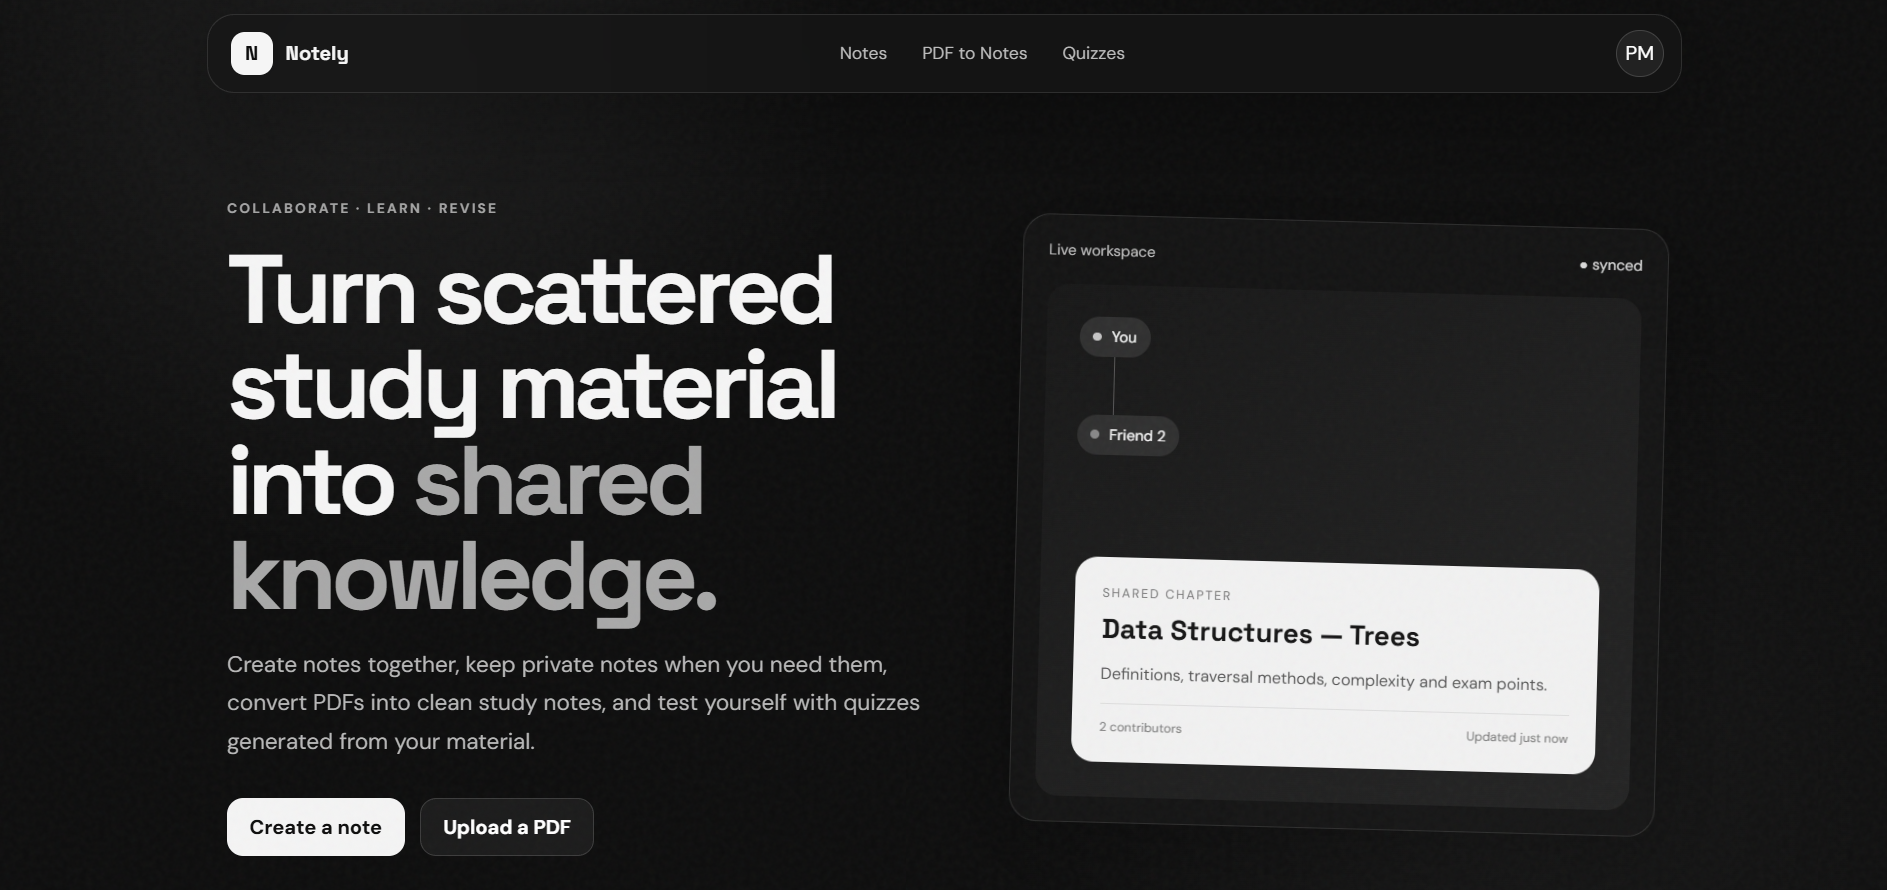 N Notely
Notes PDF to Notes Quizzes
PM
COLLABORATE · LEARN · REVISE
Turn scattered
study material
into shared
knowledge.
Create notes together, keep private notes when you need them,
convert PDFs into clean study notes, and test yourself with quizzes
generated from your material.
Create a note Upload a PDF
Live workspace
• synced
You
Friend 2
SHARED CHAPTER
Data Structures — Trees
Definitions, traversal methods, complexity and exam points.
2 contributors
Updated just now